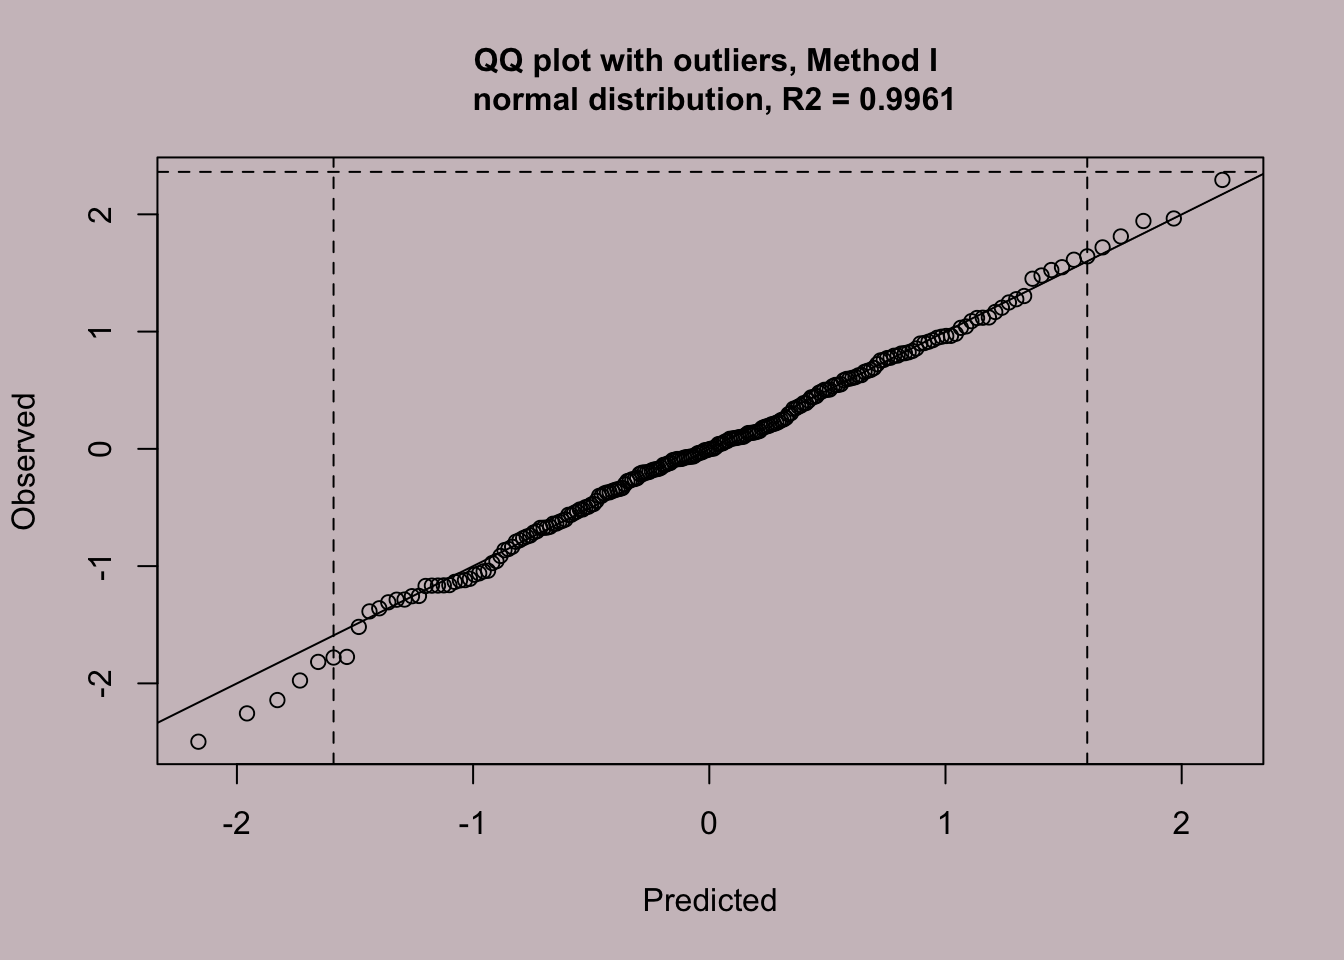 QQ plot with outliers, Method I
normal distribution, R2 = 0.9961
Observed
2
1
0
-1
-2
-2
-1
0
1
2
Predicted